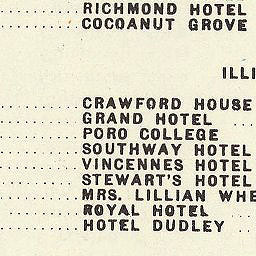 RICHMOND HOTEL
COCOANUT GROVE
ILLI
CRAWFORD HOUSE
GRAND HOTEL
PORO COLLEGE
SOUTHWAY HOTEL
VINCENNES HOTEL
STEWART'S HOTEL
MRS. LILLIAN WHE
ROYAL HOTEL
HOTEL DUDLEY